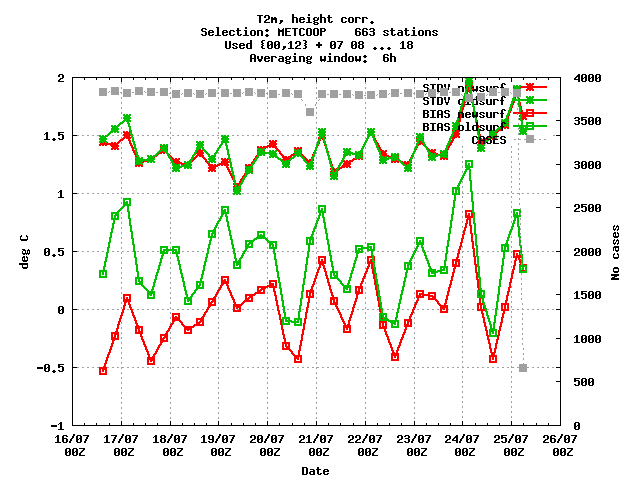 T2m, height corr.
Selection: METCOOP 663 stations
Used {00,12} + 07 08 ... 18
Averaging window: 6h
STDV newsurf
STDV oldsurf
BIAS newsurf
BIAS oldsurf
CASES
2
1.5
1
0.5
0
-0.5
-1
deg C
4000
3500
3000
2500
2000
1500
1000
500
0
No cases
16/07 17/07 18/07 19/07 20/07 21/07 22/07 23/07 24/07 25/07 26/07
00Z 00Z 00Z 00Z 00Z 00Z 00Z 00Z 00Z 00Z 00Z
Date